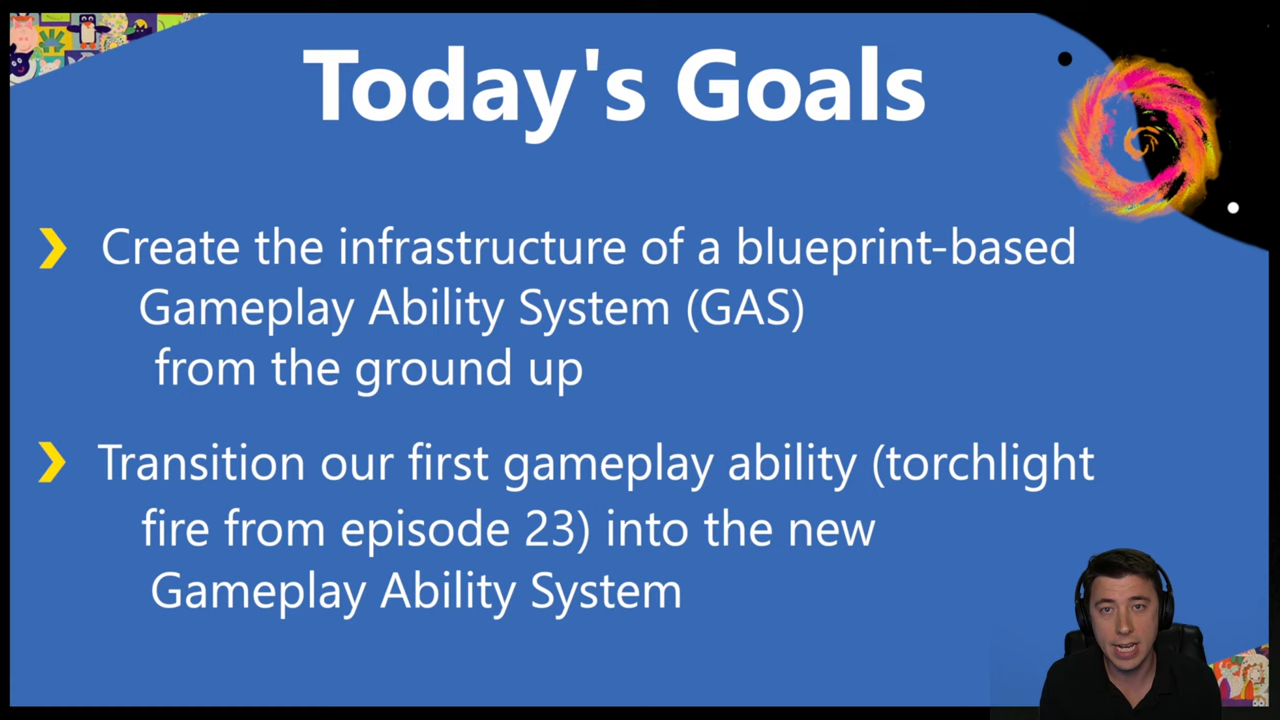 Today's Goals
Create the infrastructure of a blueprint-based
Gameplay Ability System (GAS)
from the ground up
Transition our first gameplay ability (torchlight
fire from episode 23) into the new
Gameplay Ability System